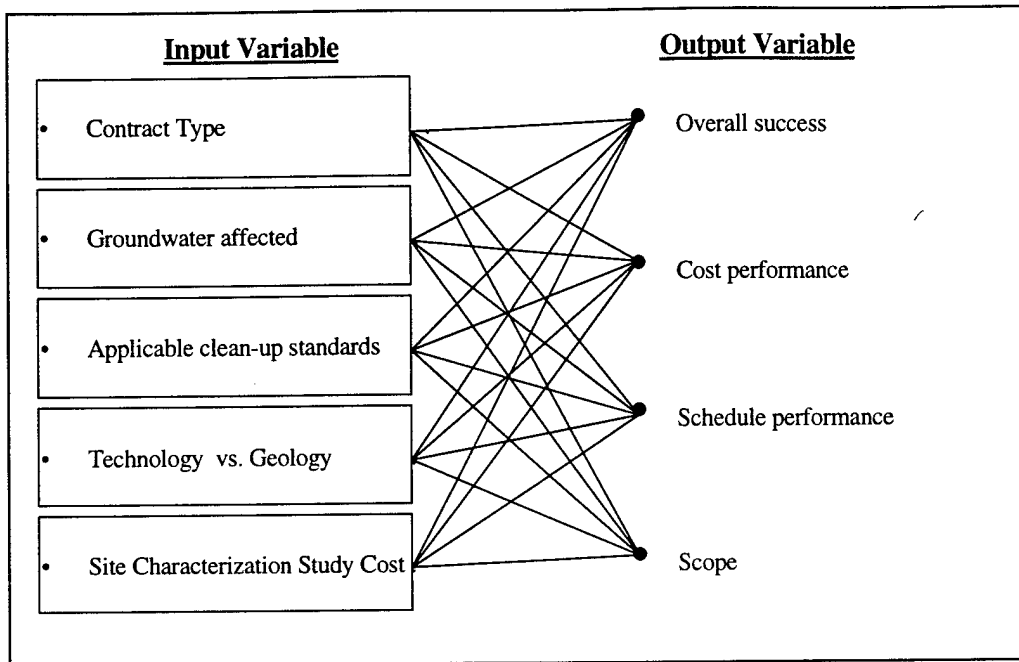 Input Variable
Output Variable
• Contract Type
• Groundwater affected
• Applicable clean-up standards
• Technology vs. Geology
• Site Characterization Study Cost
Overall success
Cost performance
Schedule performance
Scope